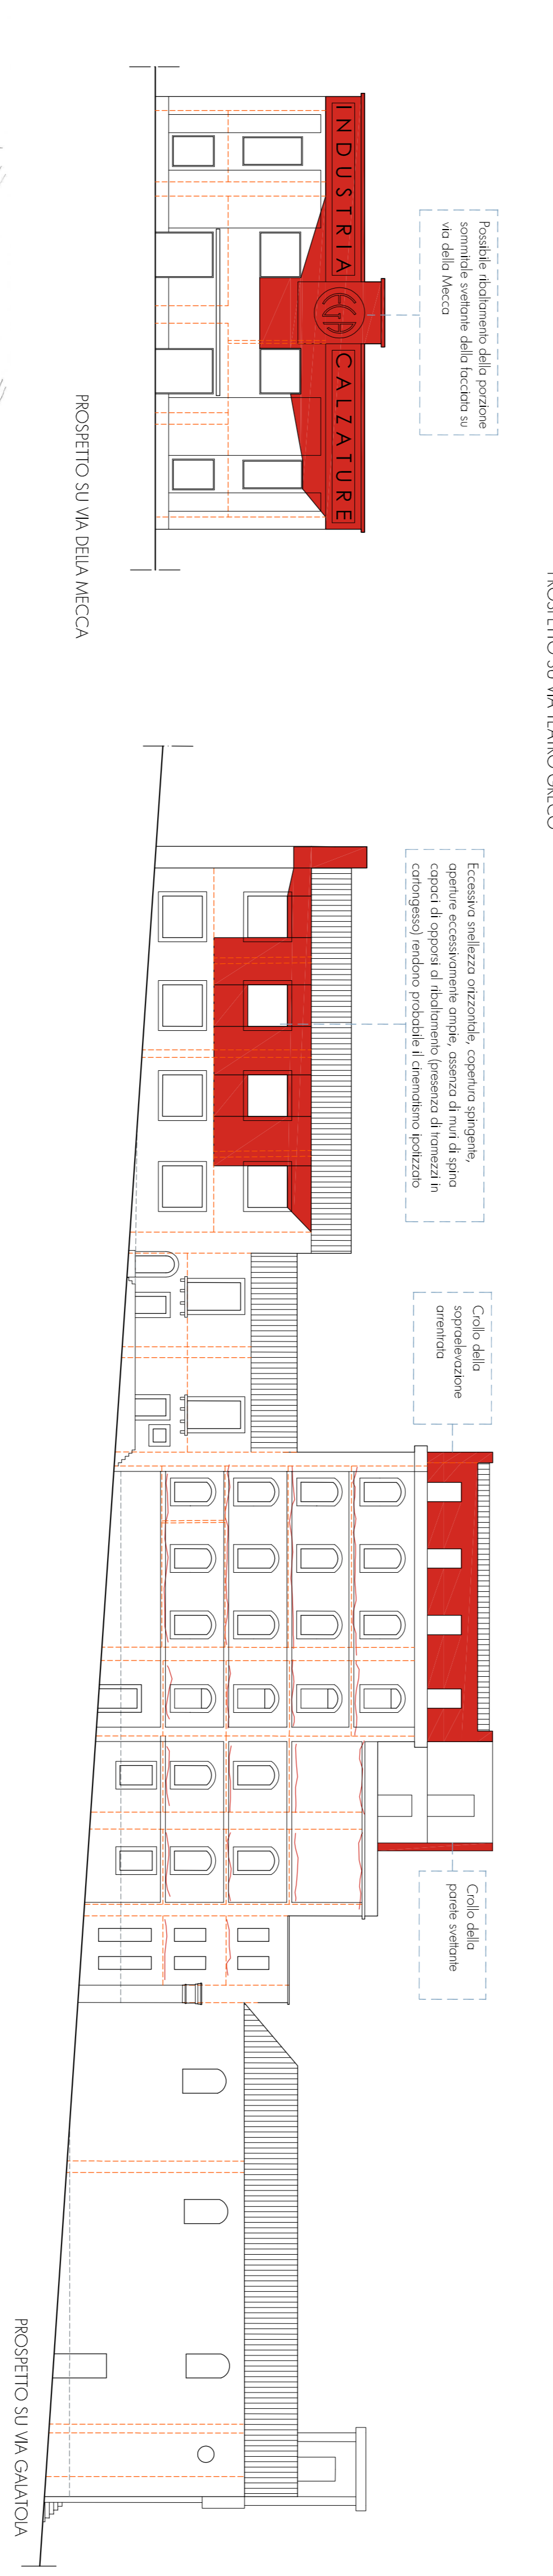 Possibile ribaltamento della porzione
sommitale svettante della facciata su
via della Mecca
INDUSTRIA
HGA
CALZATURE
PROSPETTO SU VIA DELLA MECCA
PROSPETTO SU VIA TEATRO GRECO
Eccessiva snellezza orizzontale, copertura spingente,
aperture eccessivamente ampie, assenza di muri di spina
capaci di opporsi al ribaltamento (presenza di tramezzi in
cartongesso) rendono probabile il cinematismo ipotizzato
Crollo della
sopraelevazione
arrentrata
Crollo della
parete svettante
PROSPETTO SU VIA GALATOLA